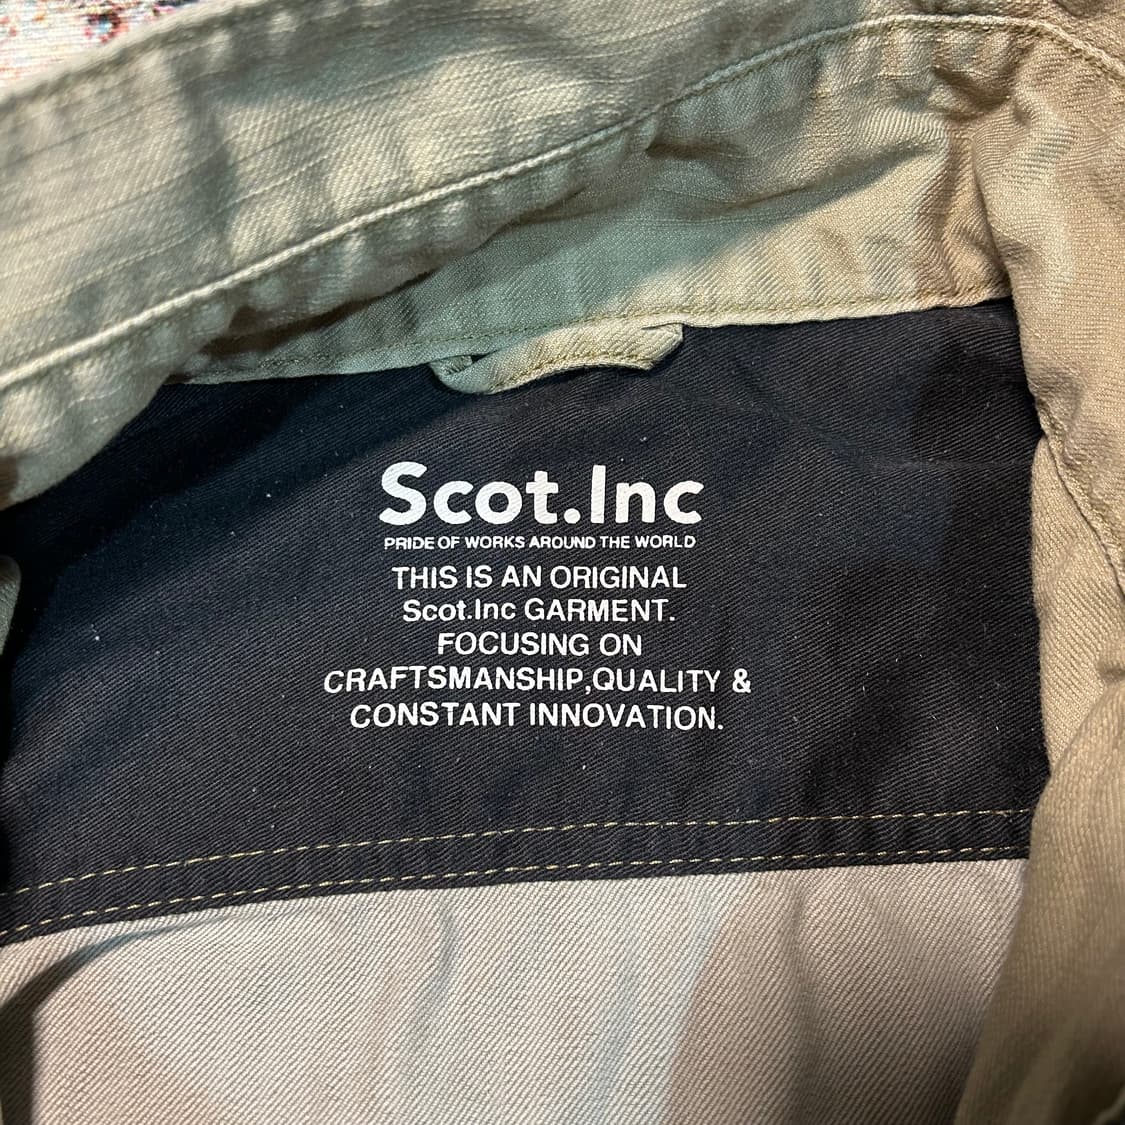 Scot.Inc
PRIDE OF WORKS AROUND THE WORLD
THIS IS AN ORIGINAL
Scot.Inc GARMENT.
FOCUSING ON
CRAFTSMANSHIP,QUALITY &
CONSTANT INNOVATION.